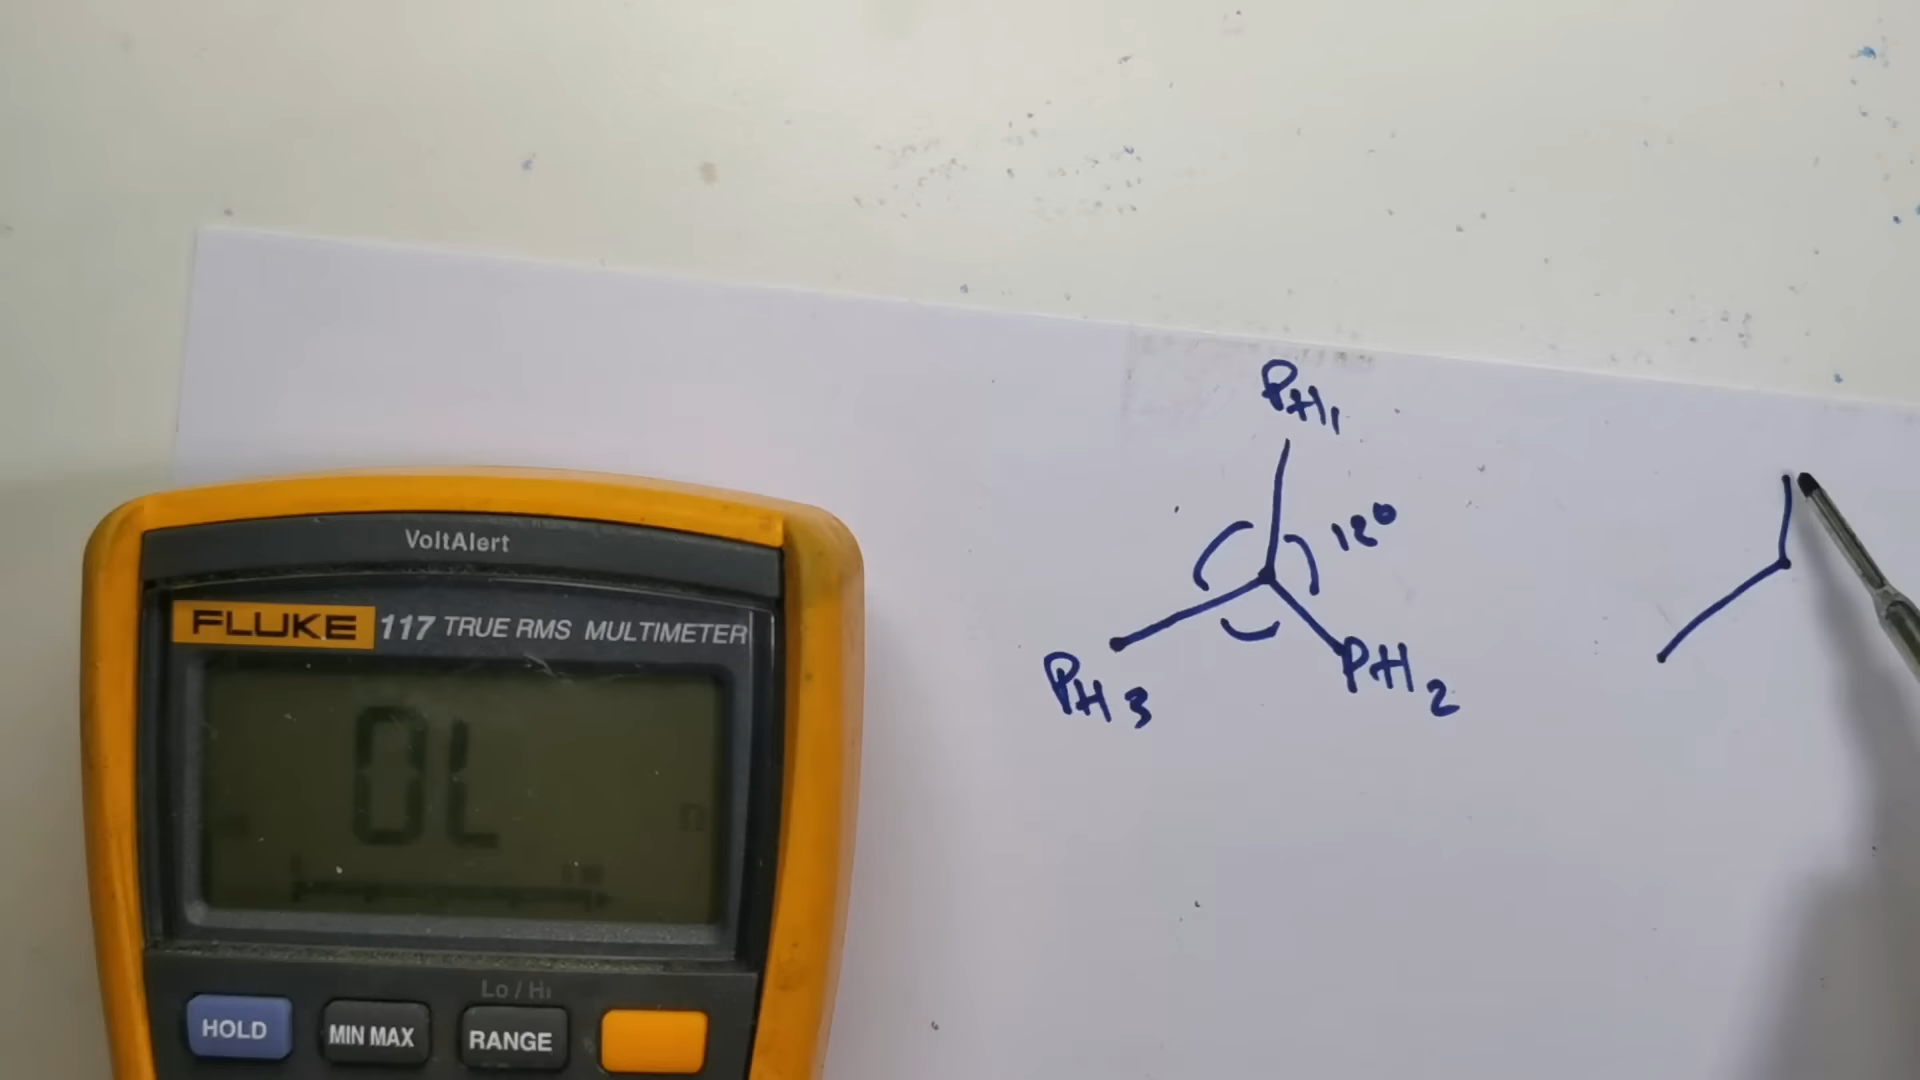 VoltAlert
FLUKE 117 TRUE RMS MULTIMETER
OL
Lo / Hi
HOLD
MIN MAX
RANGE
PH1
120
PH3
PH2